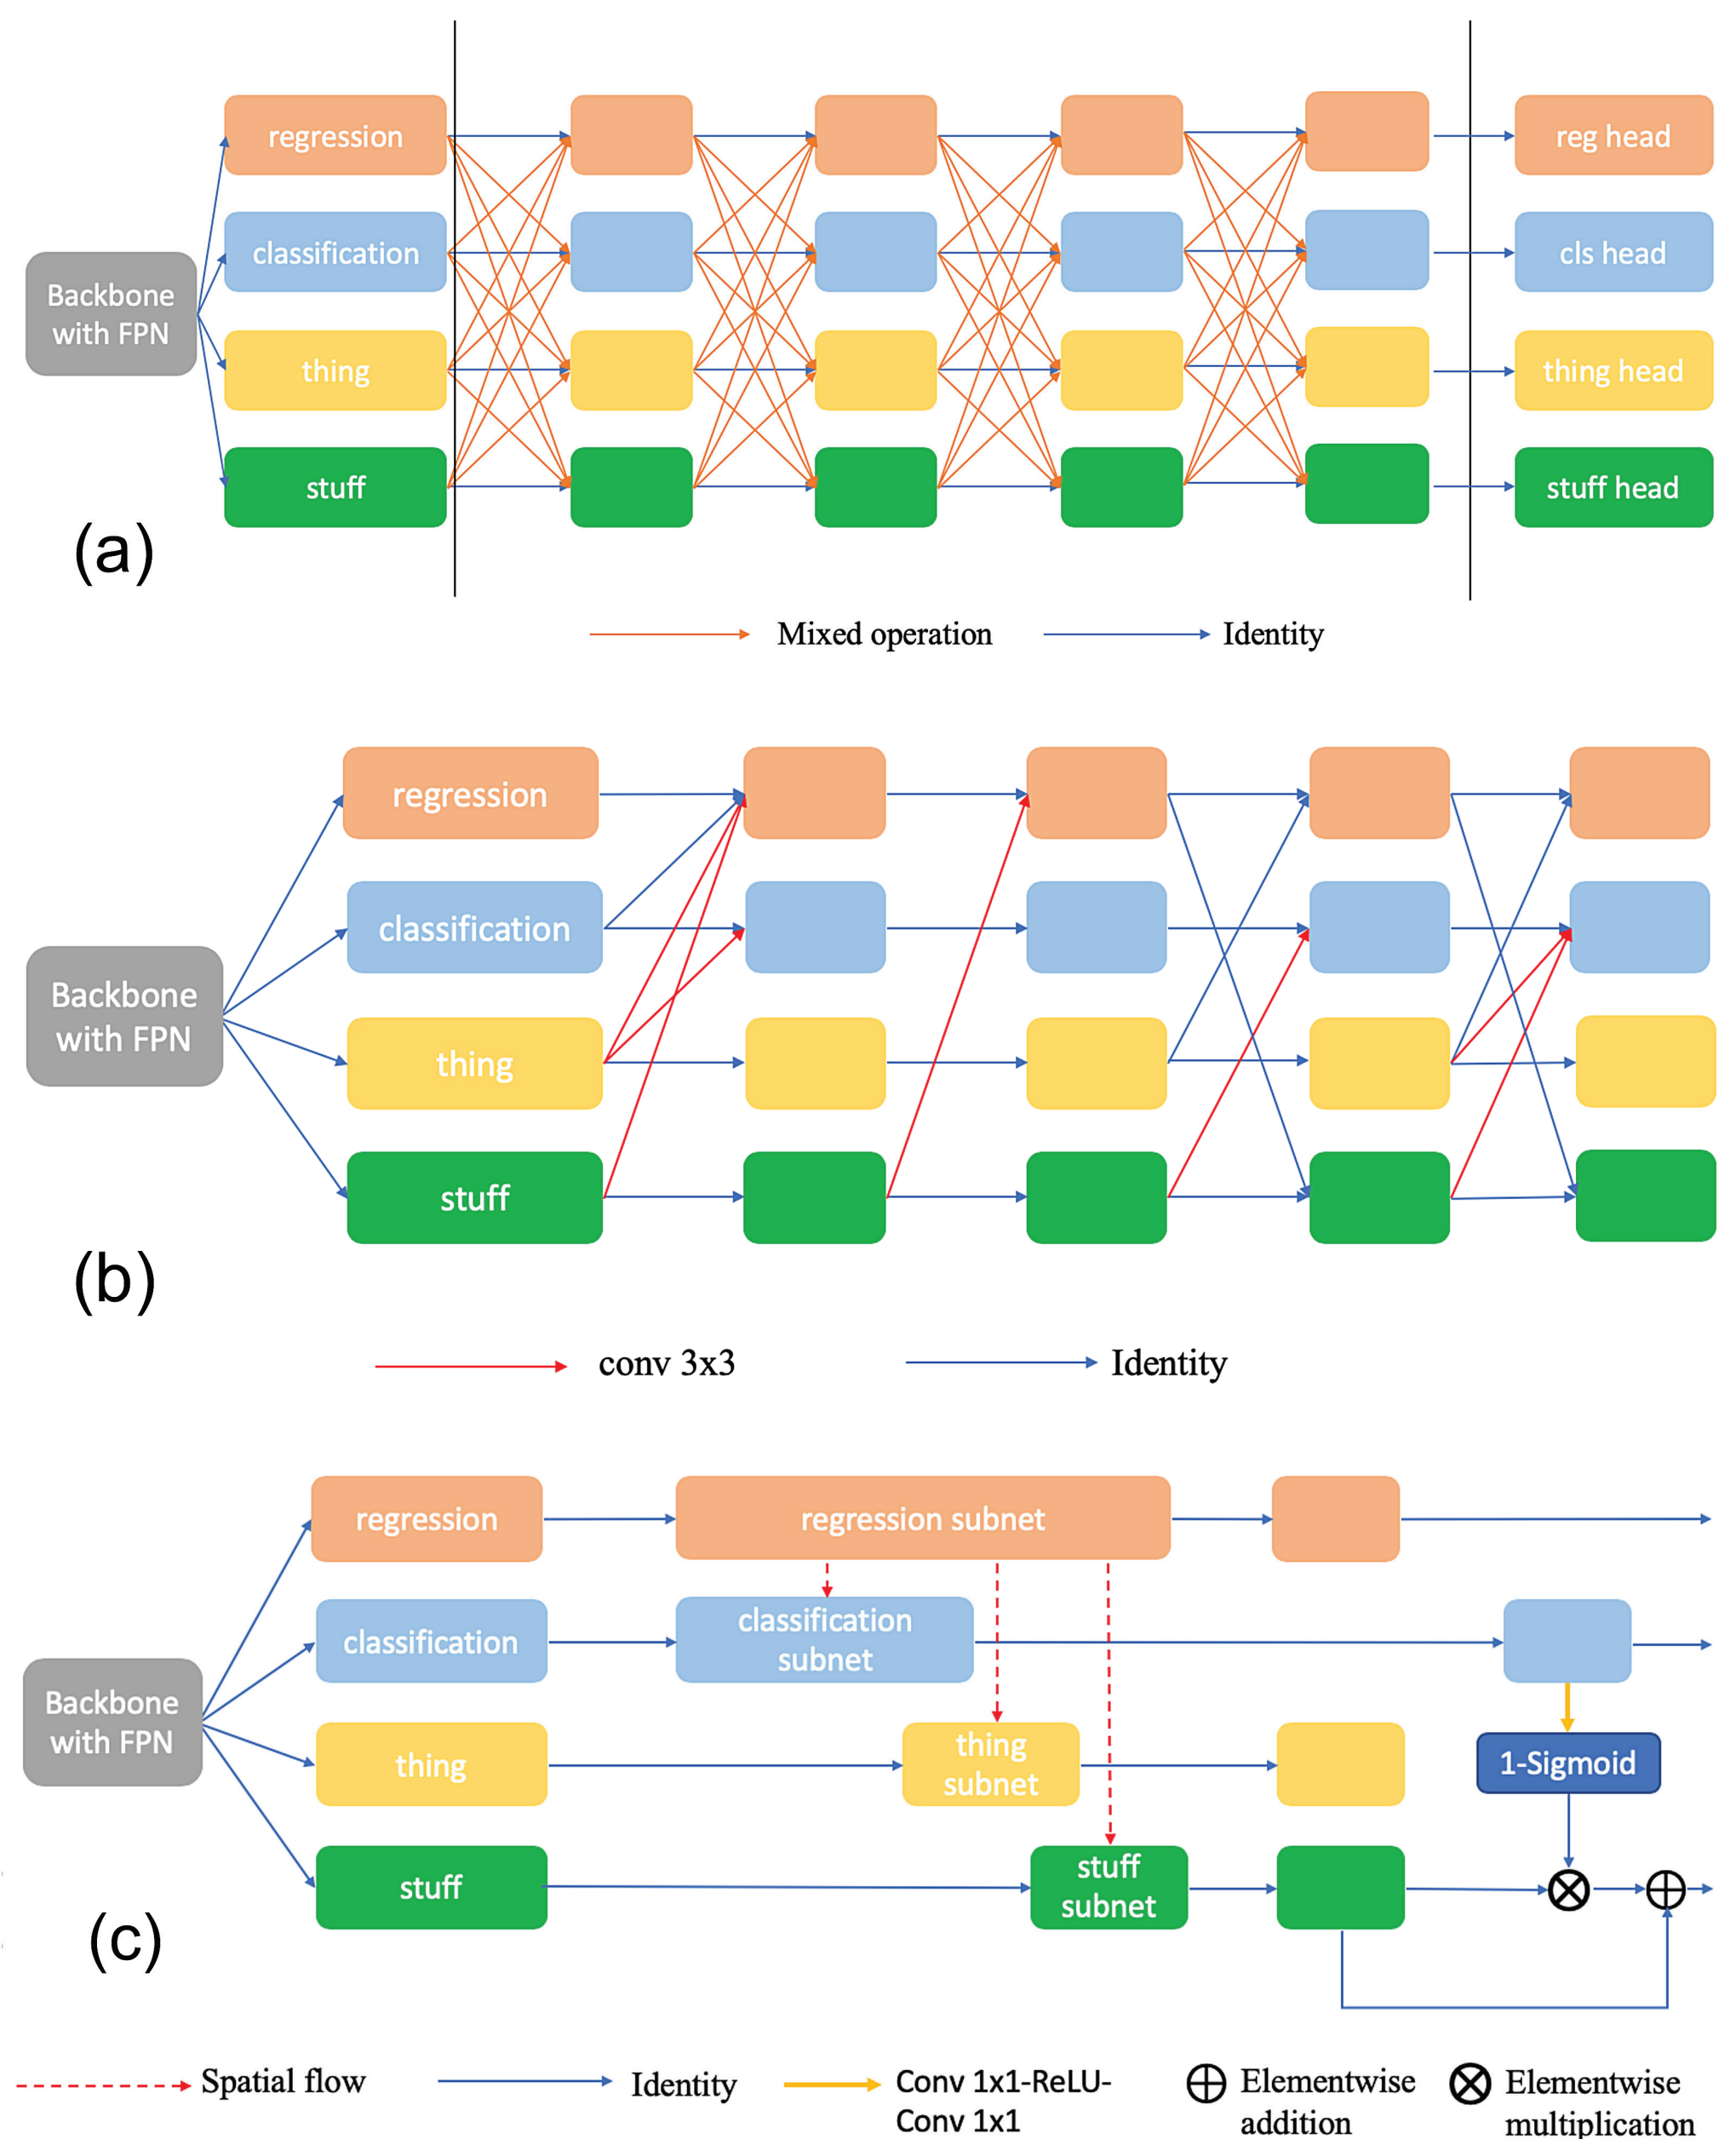 regression
reg head
classification
cls head
Backbone
with FPN
thing
thing head
stuff
stuff head
(a)
Mixed operation
Identity
regression
classification
Backbone
with FPN
thing
stuff
(b)
conv 3x3
Identity
regression
regression subnet
classification
classification
subnet
Backbone
with FPN
thing
thing
subnet
1-Sigmoid
stuff
stuff
subnet
(c)
Spatial flow
Identity
Conv 1x1-ReLU-
Conv 1x1
Elementwise
addition
Elementwise
multiplication